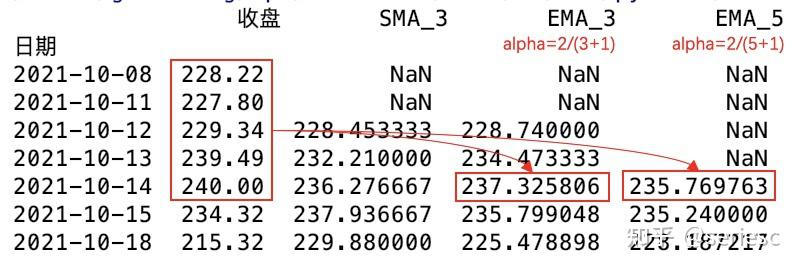 收盘 SMA_3 EMA_3 EMA_5
日期 alpha=2/(3+1) alpha=2/(5+1)
2021-10-08 228.22 NaN NaN NaN
2021-10-11 227.80 NaN NaN NaN
2021-10-12 229.34 228.453333 228.740000 NaN
2021-10-13 239.49 232.210000 234.473333 NaN
2021-10-14 240.00 236.276667 237.325806 235.769763
2021-10-15 234.32 237.936667 235.799048 235.240000
2021-10-18 215.32 229.880000 225.478898 228.187217
知乎